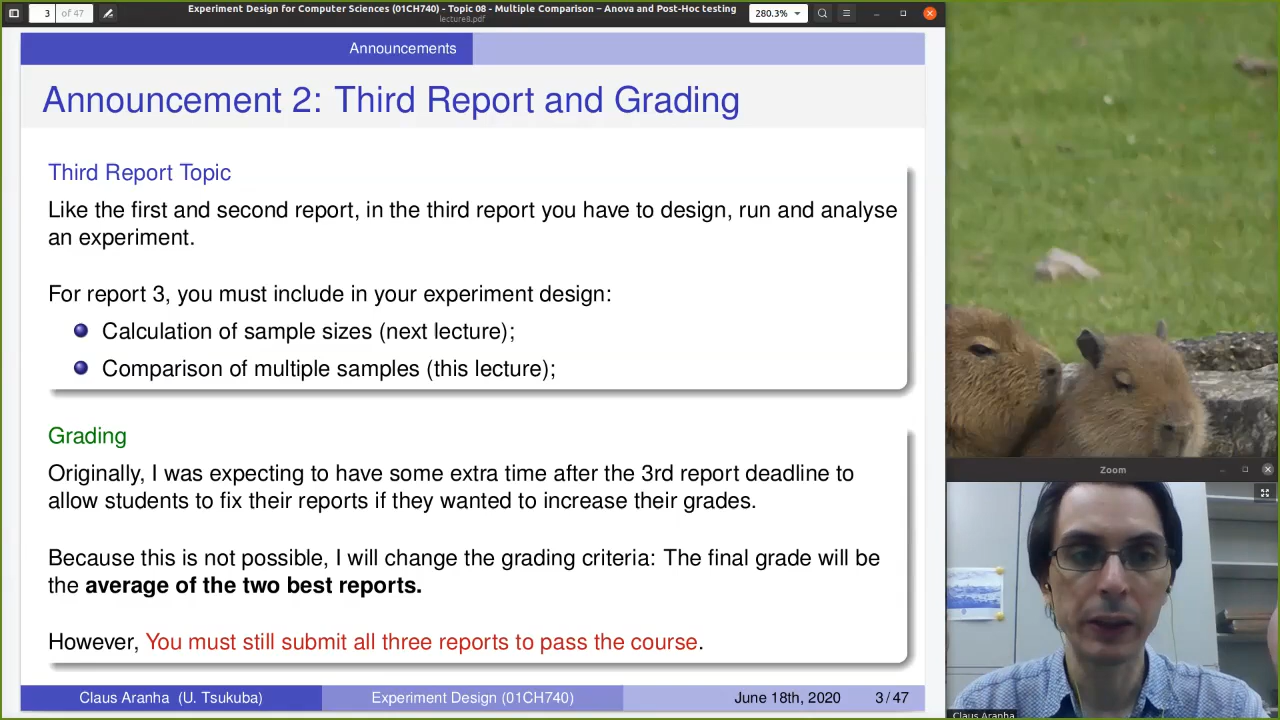 Experiment Design for Computer Sciences (01CH740) - Topic 08 - Multiple Comparison – Anova and Post-Hoc testing
lecture8.pdf
3 of 47
280.3%
Announcements
Announcement 2: Third Report and Grading
Third Report Topic
Like the first and second report, in the third report you have to design, run and analyse
an experiment.
For report 3, you must include in your experiment design:
Calculation of sample sizes (next lecture);
Comparison of multiple samples (this lecture);
Grading
Originally, I was expecting to have some extra time after the 3rd report deadline to
allow students to fix their reports if they wanted to increase their grades.
Because this is not possible, I will change the grading criteria: The final grade will be
the average of the two best reports.
However, You must still submit all three reports to pass the course.
Claus Aranha (U. Tsukuba) Experiment Design (01CH740) June 18th, 2020 3 / 47
Zoom
Claus Aranha